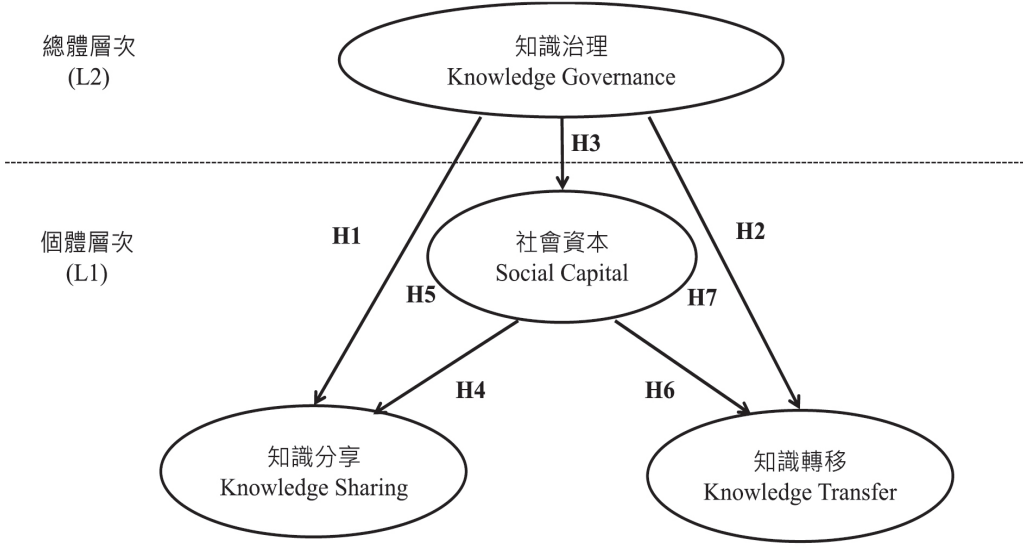 總體層次
(L2)
知識治理
Knowledge Governance
H3
個體層次
(L1)
H1
社會資本
Social Capital
H2
H5
H7
H4
H6
知識分享
Knowledge Sharing
知識轉移
Knowledge Transfer